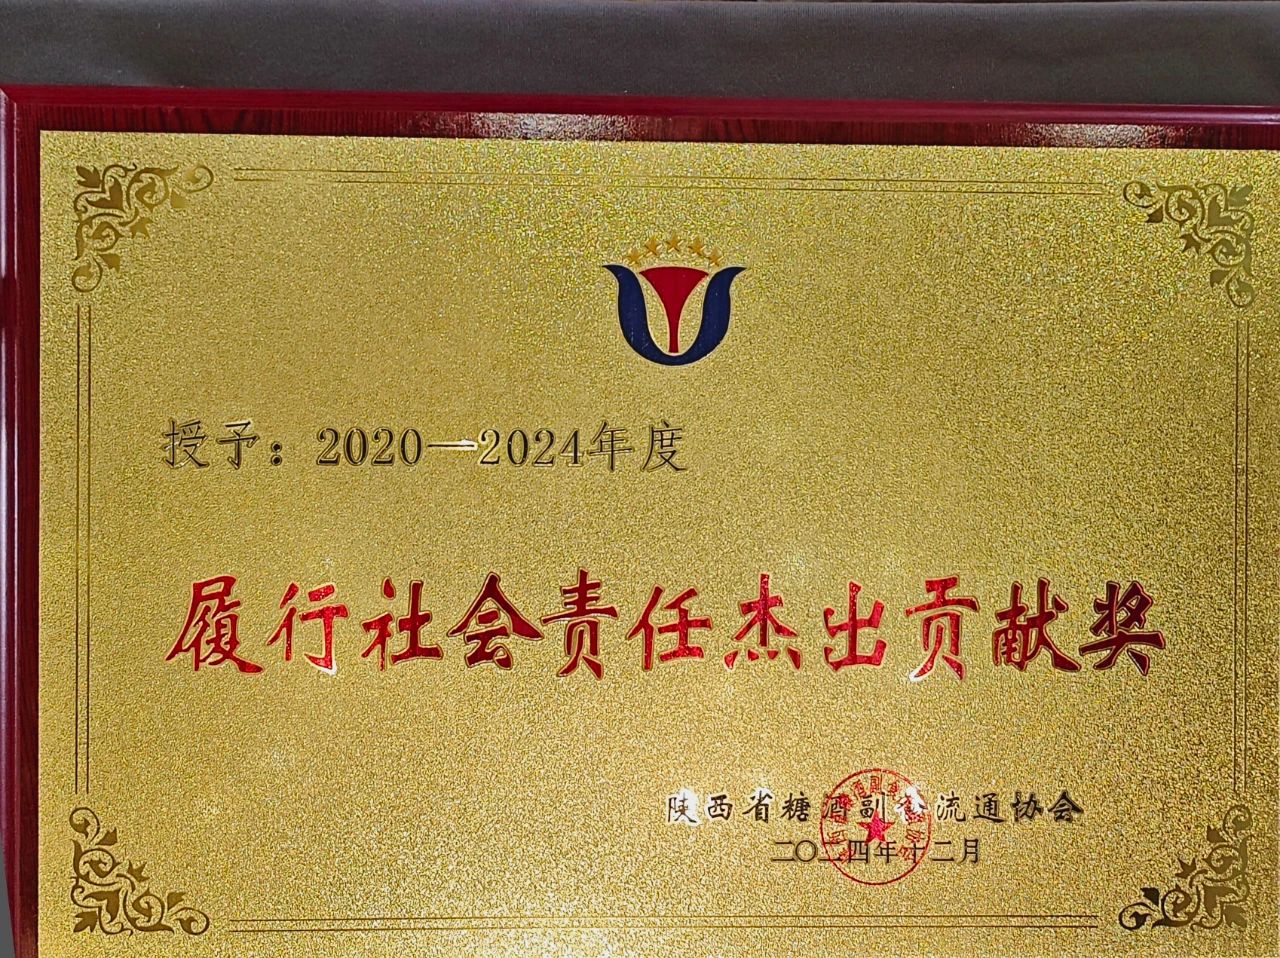 授予：2020—2024年度
履行社会责任杰出贡献奖
陕西省糖酒副食流通协会
二〇二四年十二月